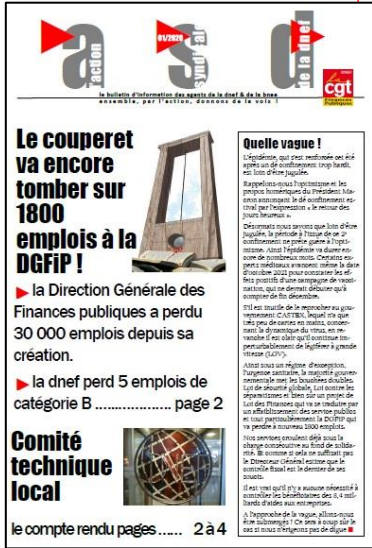 a s d
l'action
01/2020
syndical
de la dnef
cgt
Finances
Publiques
le bulletin d'information des agents de la dnef & de la bnee
ensemble, par l'action, donnons de la voix !
Le couperet
va encore
tomber sur
1800
emplois à la
DGFiP !
la Direction Générale des
Finances publiques a perdu
30 000 emplois depuis sa
création.
la dnef perd 5 emplois de
catégorie B .................. page 2
Comité
technique
local
le compte rendu pages...... 2à4
Quelle vague !
L'épidémie, qui s'est renforcée cet été
après un dé confinement trop hardi,
est loin d'être jugulée.
Rappelons-nous l'optimisme et les
propos homériques du Président Ma-
cron annonçant le dé confinement es-
tival par l'expression « le retour des
jours heureux ».
Désormais nous savons que loin d'être
jugulée, la période à l'issue de ce 2e
confinement ne prête guère à l'opti-
misme. Ainsi l'épidémie va durer en-
core de nombreux mois. Certains ex-
perts médicaux avancent même la date
d'octobre 2021 pour constater les ef-
fets positifs d'une campagne de vacci-
nation, qui ne devrait débuter qu'à
compter de fin décembre.
S'il est inutile de le reprocher au gou-
vernement CASTEX, lequel n'a que
très peu de cartes en mains, concer-
nant la dynamique du virus, en re-
vanche il est clair qu'il continue im-
perturbablement de légiférer à grande
vitesse (LGV).
Ainsi sous un régime d'exception,
l'urgence sanitaire, la majorité gouver-
nementale met les bouchées doubles.
Loi de sécurité globale, Loi contre les
séparatismes et bien sur un projet de
Loi des Finances qui va se traduire par
un affaiblissement des service publics
et tout particulièrement la DGFiP qui
va perdre à nouveau 1800 emplois.
Nos services croulent déjà sous la
charge consécutive au fond de solida-
rité. Et comme si cela ne suffisait pas
le Directeur Général estime que le
contrôle fiscal est le dernier de ses
soucis.
Il est vrai qu'il n'y a aucune nécessité à
contrôler les bénéficiaires des 8,4 mil-
liards d'aides aux entreprises.
A l'approche de la vague, allons-nous
être submergés ? Ce sera à coup sûr le
cas si nous n'érigeons pas de digue